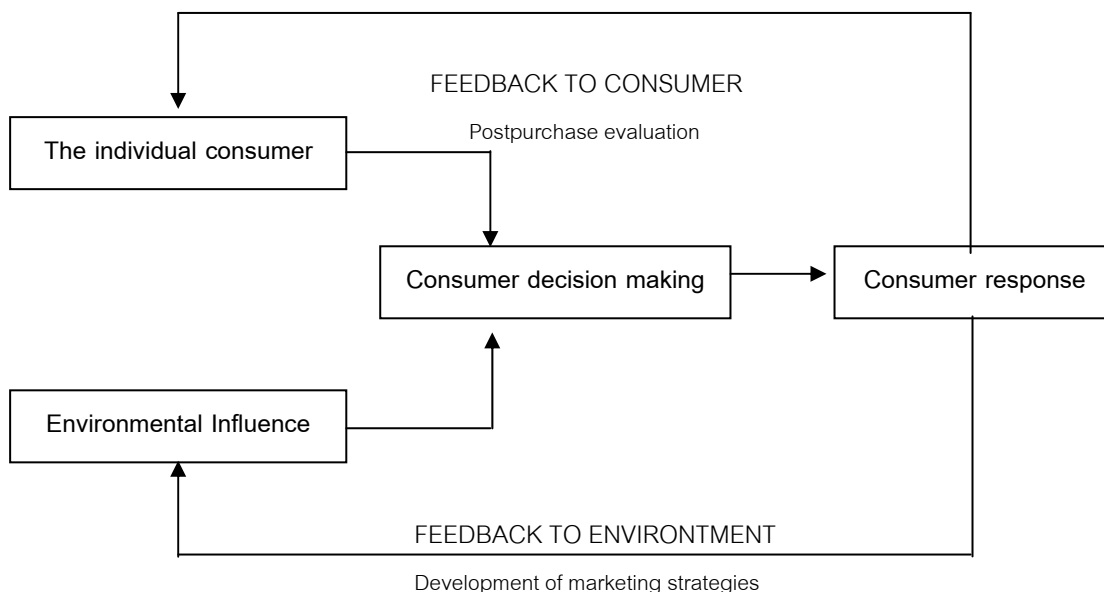 FEEDBACK TO CONSUMER
Postpurchase evaluation
The individual consumer
Consumer decision making
Consumer response
Environmental Influence
FEEDBACK TO ENVIRONTMENT
Development of marketing strategies